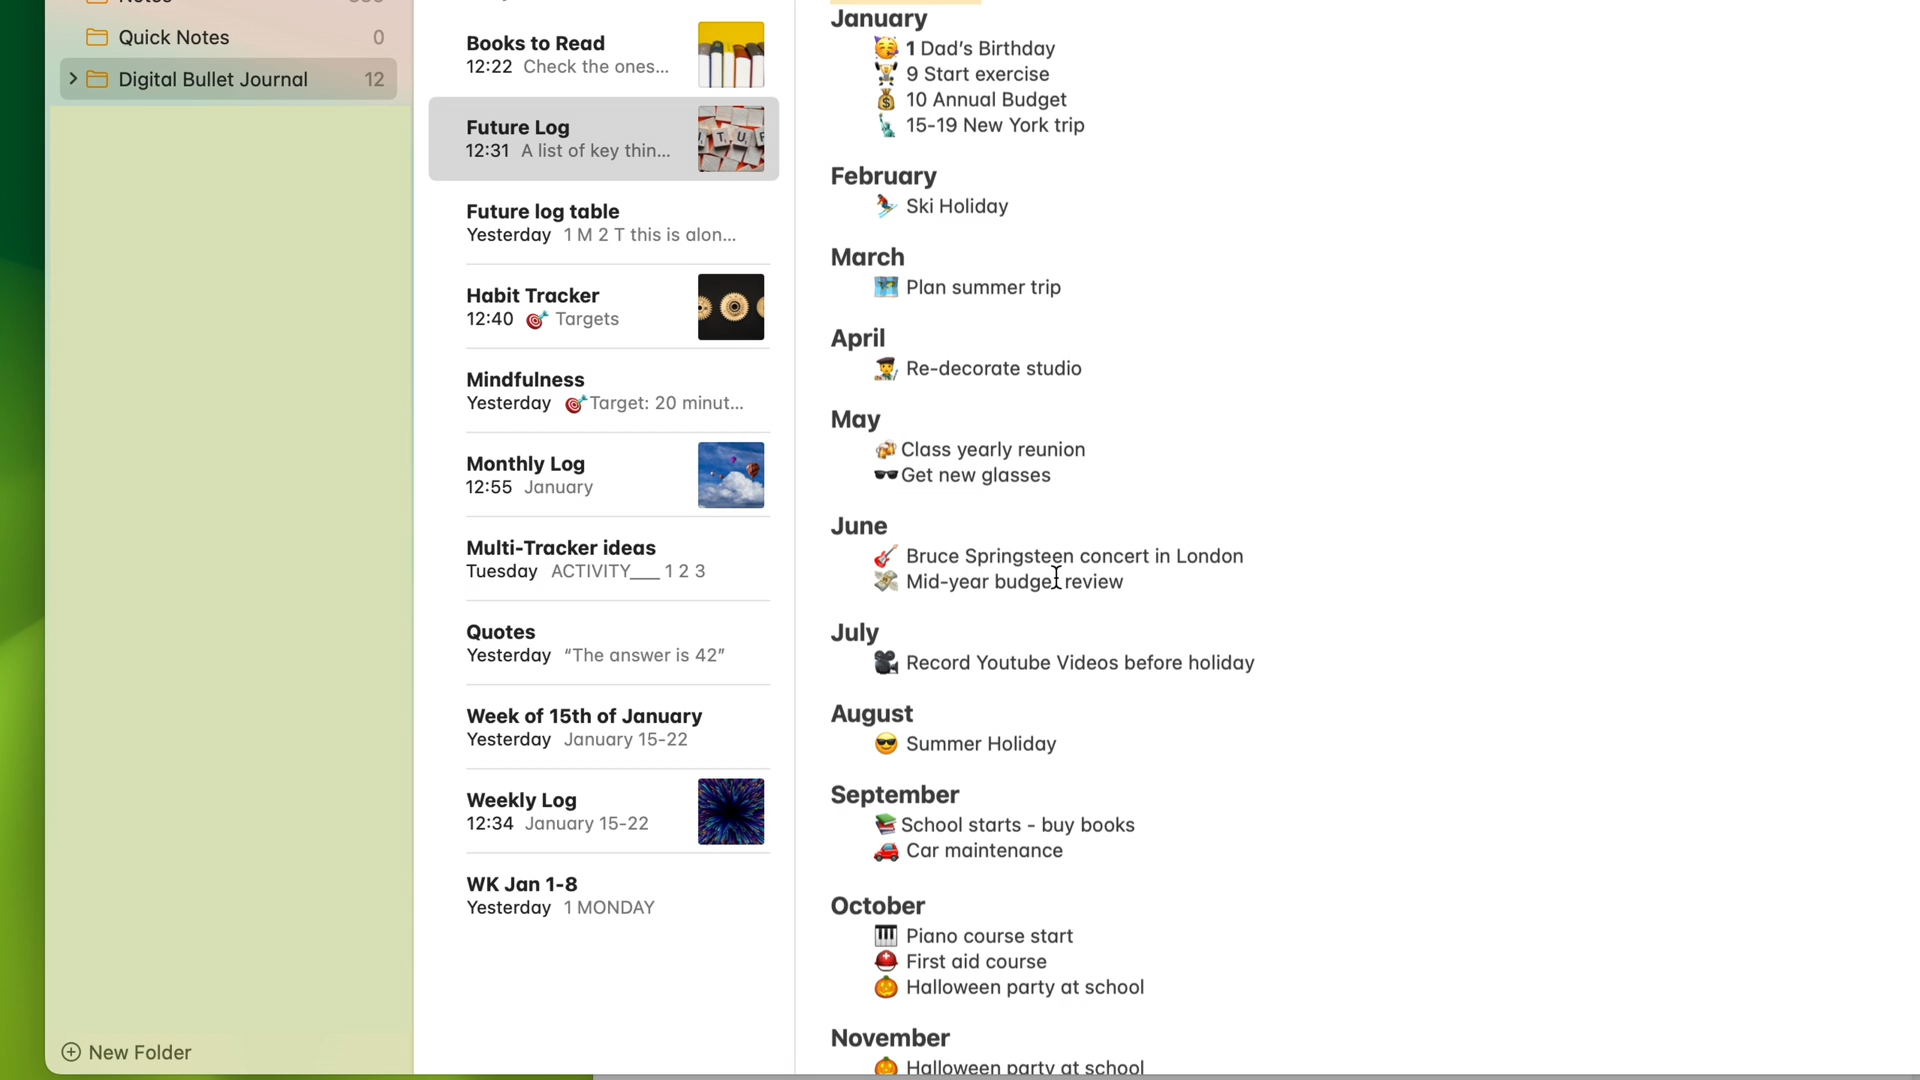 Quick Notes 0
Digital Bullet Journal 12
New Folder
Books to Read
12:22 Check the ones...
Future Log
12:31 A list of key thin...
Future log table
Yesterday 1 M 2 T this is alon...
Habit Tracker
12:40 🎯 Targets
Mindfulness
Yesterday 🎯Target: 20 minut...
Monthly Log
12:55 January
Multi-Tracker ideas
Tuesday ACTIVITY___ 1 2 3
Quotes
Yesterday “The answer is 42”
Week of 15th of January
Yesterday January 15-22
Weekly Log
12:34 January 15-22
WK Jan 1-8
Yesterday 1 MONDAY
January
🥳 1 Dad’s Birthday
🏋️ 9 Start exercise
💰 10 Annual Budget
🗽 15-19 New York trip
February
⛷️ Ski Holiday
March
🗺️ Plan summer trip
April
👨‍🎨 Re-decorate studio
May
🍻Class yearly reunion
🕶️Get new glasses
June
🎸 Bruce Springsteen concert in London
💸 Mid-year budget review
July
🎥 Record Youtube Videos before holiday
August
😎 Summer Holiday
September
📚School starts - buy books
🚗 Car maintenance
October
🎹 Piano course start
⛑️ First aid course
🎃 Halloween party at school
November
🎃 Halloween party at school